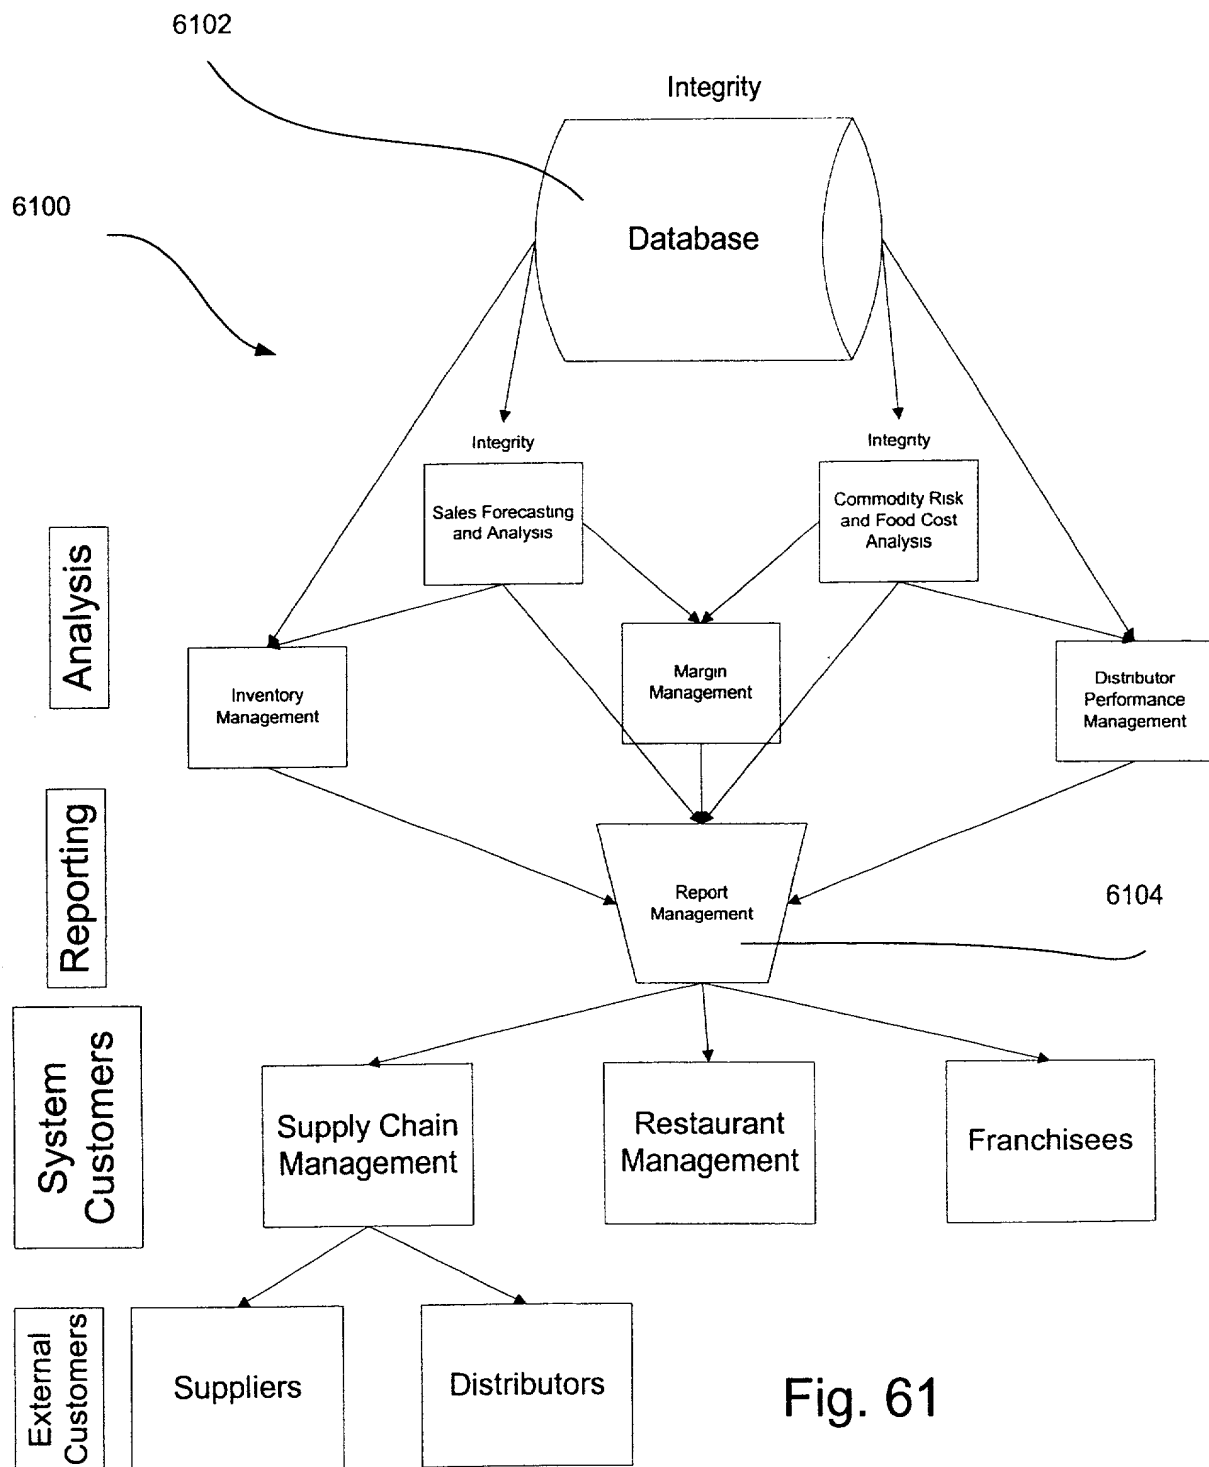 6102
Integrity
6100
Database
Integrity
Integrity
Sales Forecasting
and Analysis
Commodity Risk
and Food Cost
Analysis
Analysis
Inventory
Management
Margin
Management
Distributor
Performance
Management
Reporting
Report
Management
6104
System
Customers
Supply Chain
Management
Restaurant
Management
Franchisees
External
Customers
Suppliers
Distributors
Fig. 61